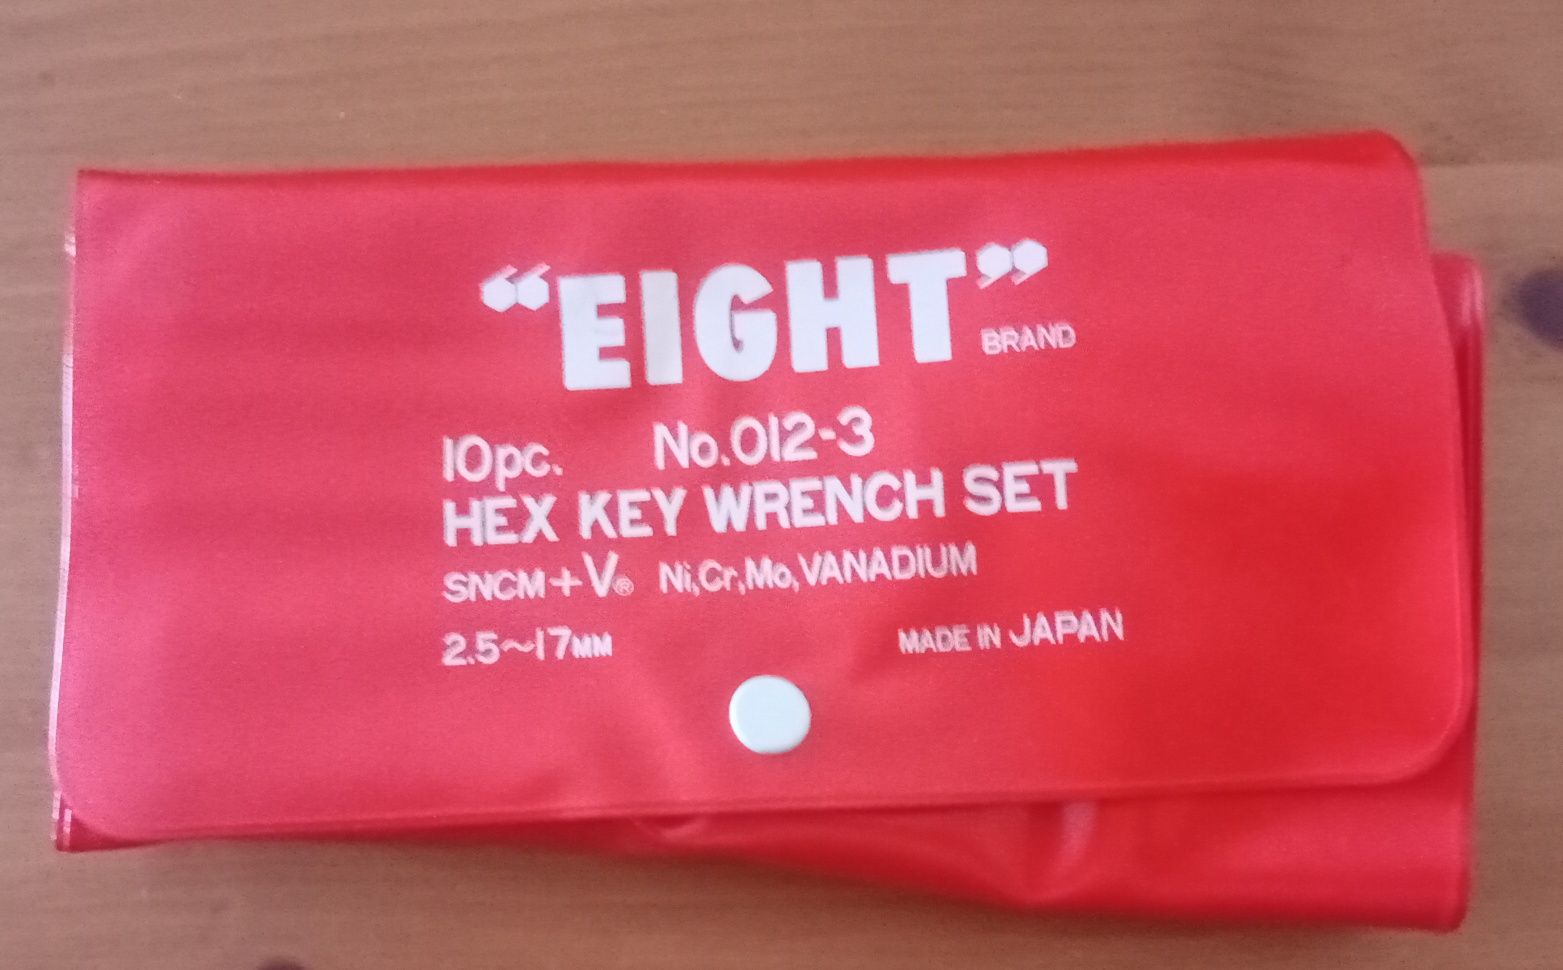 “EIGHT” BRAND
10pc. No.012-3
HEX KEY WRENCH SET
SNCM+V® Ni,Cr,Mo,VANADIUM
2.5~17MM MADE IN JAPAN